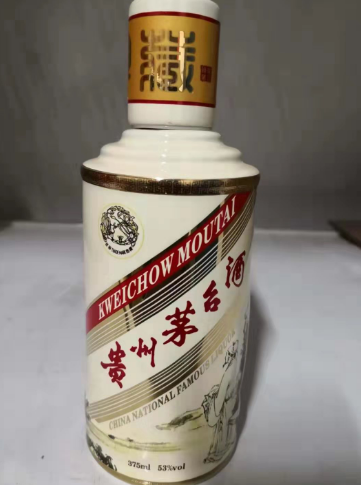 藏
KWEICHOW MOUTAI
贵州茅台酒
CHINA NATIONAL FAMOUS LIQUOR
375ml 53%vol